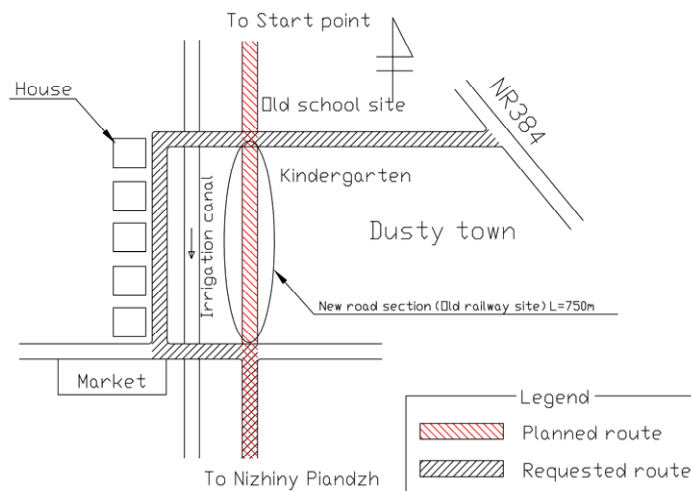 To Start point
House
Old school site
NR384
Kindergarten
Dusty town
Irrigation canal
New road section (Old railway site) L=750m
Market
Legend
Planned route
Requested route
To Nizhiny Piandzh